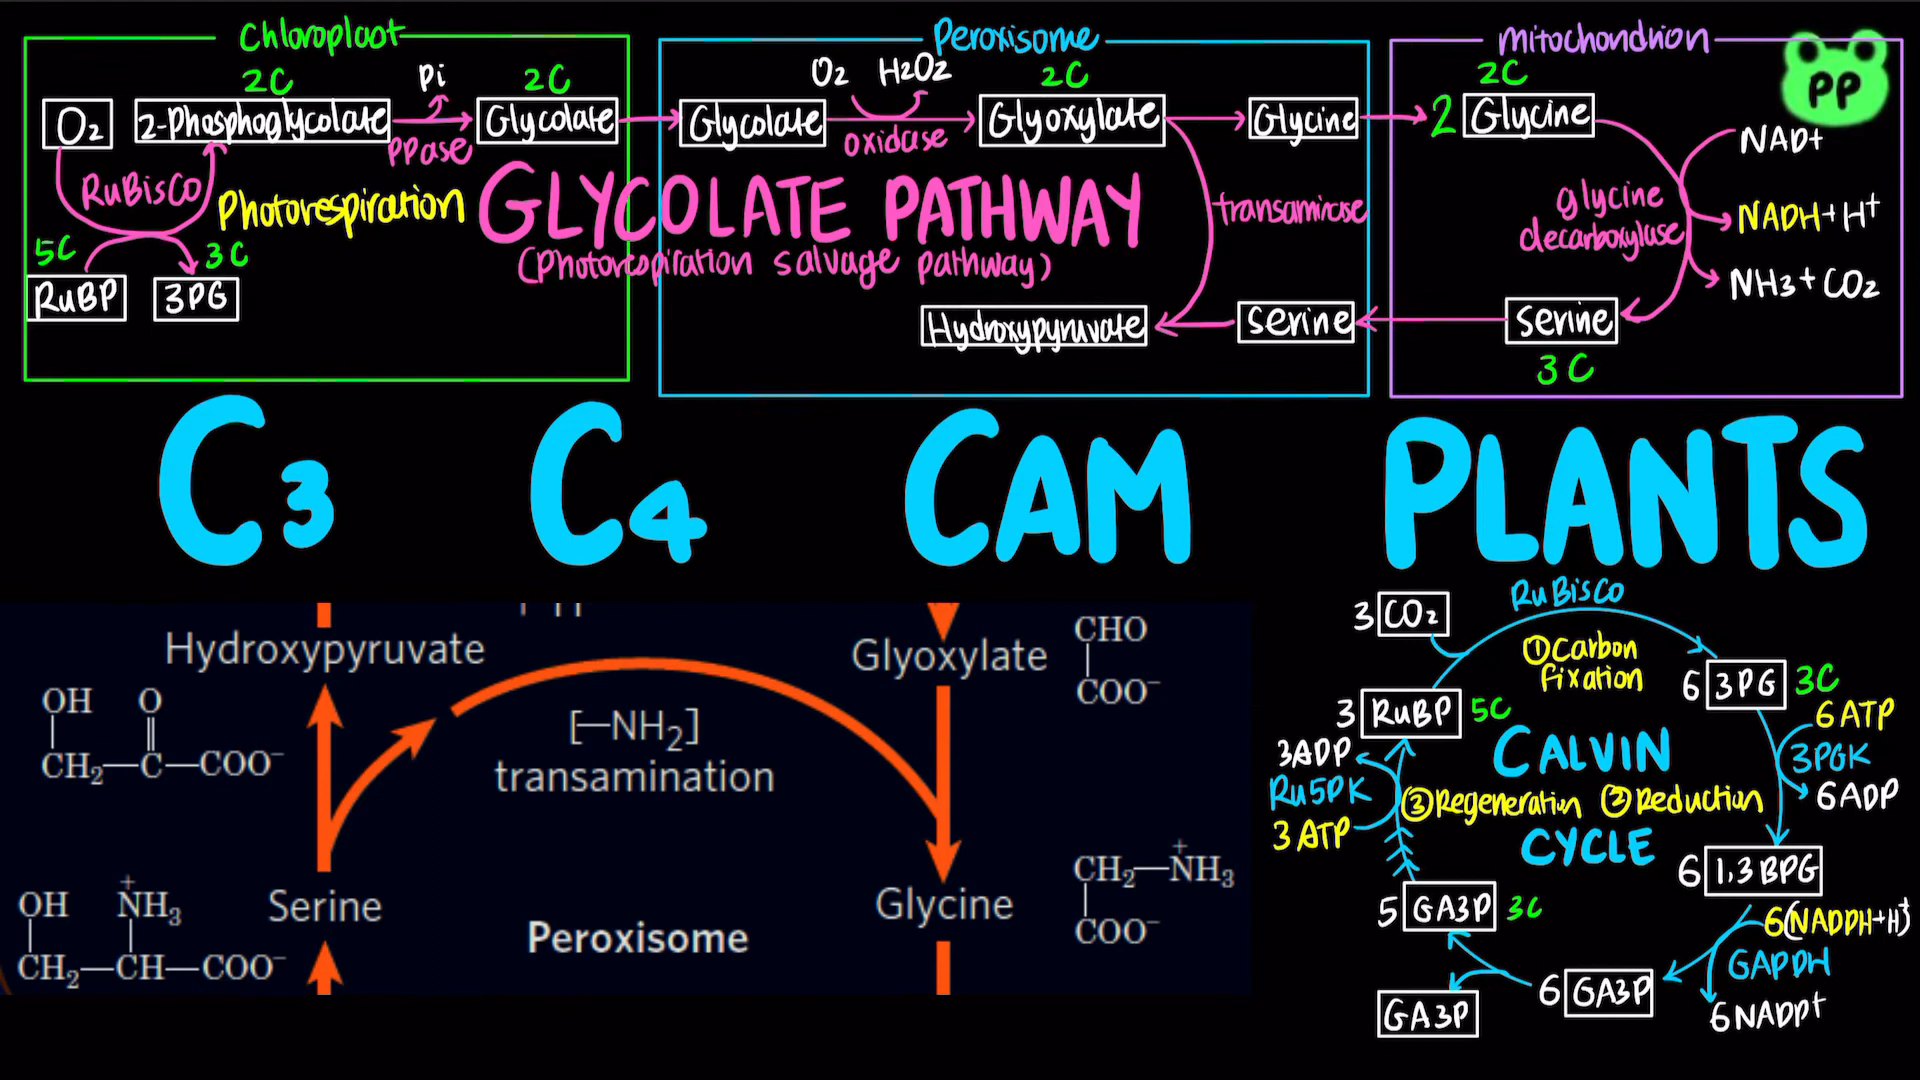 Chloroplast
2C
Pi
2C
O2
2-Phosphoglycolate
PPase
Glycolate
RuBisCo
Photorespiration
5C
3C
RuBP
3PG
Peroxisome
O2 H2O2
2C
Glycolate
oxidase
Glyoxylate
Glycine
transaminase
Hydroxypyruvate
Serine
GLYCOLATE PATHWAY
(Photorespiration salvage pathway)
mitochondrion
PP
2C
2 Glycine
NAD+
glycine
decarboxylase
NADH+H+
NH3+CO2
Serine
3C
C3 C4 CAM PLANTS
Hydroxypyruvate
OH O
CH2—C—COO−
[—NH2]
transamination
Glyoxylate
CHO
COO−
OH +NH3
CH2—CH—COO−
Serine
Peroxisome
Glycine
CH2—+NH3
COO−
RuBisCo
3 CO2
①Carbon
fixation
6 3PG 3C
3 RuBP 5C
6ATP
3PGK
6ADP
CALVIN
CYCLE
3ADP
Ru5PK
3ATP
③Regeneration ②Reduction
6 1,3BPG
6(NADPH+H+)
GAPDH
6NADP+
5 GA3P 3C
6 GA3P
GA3P